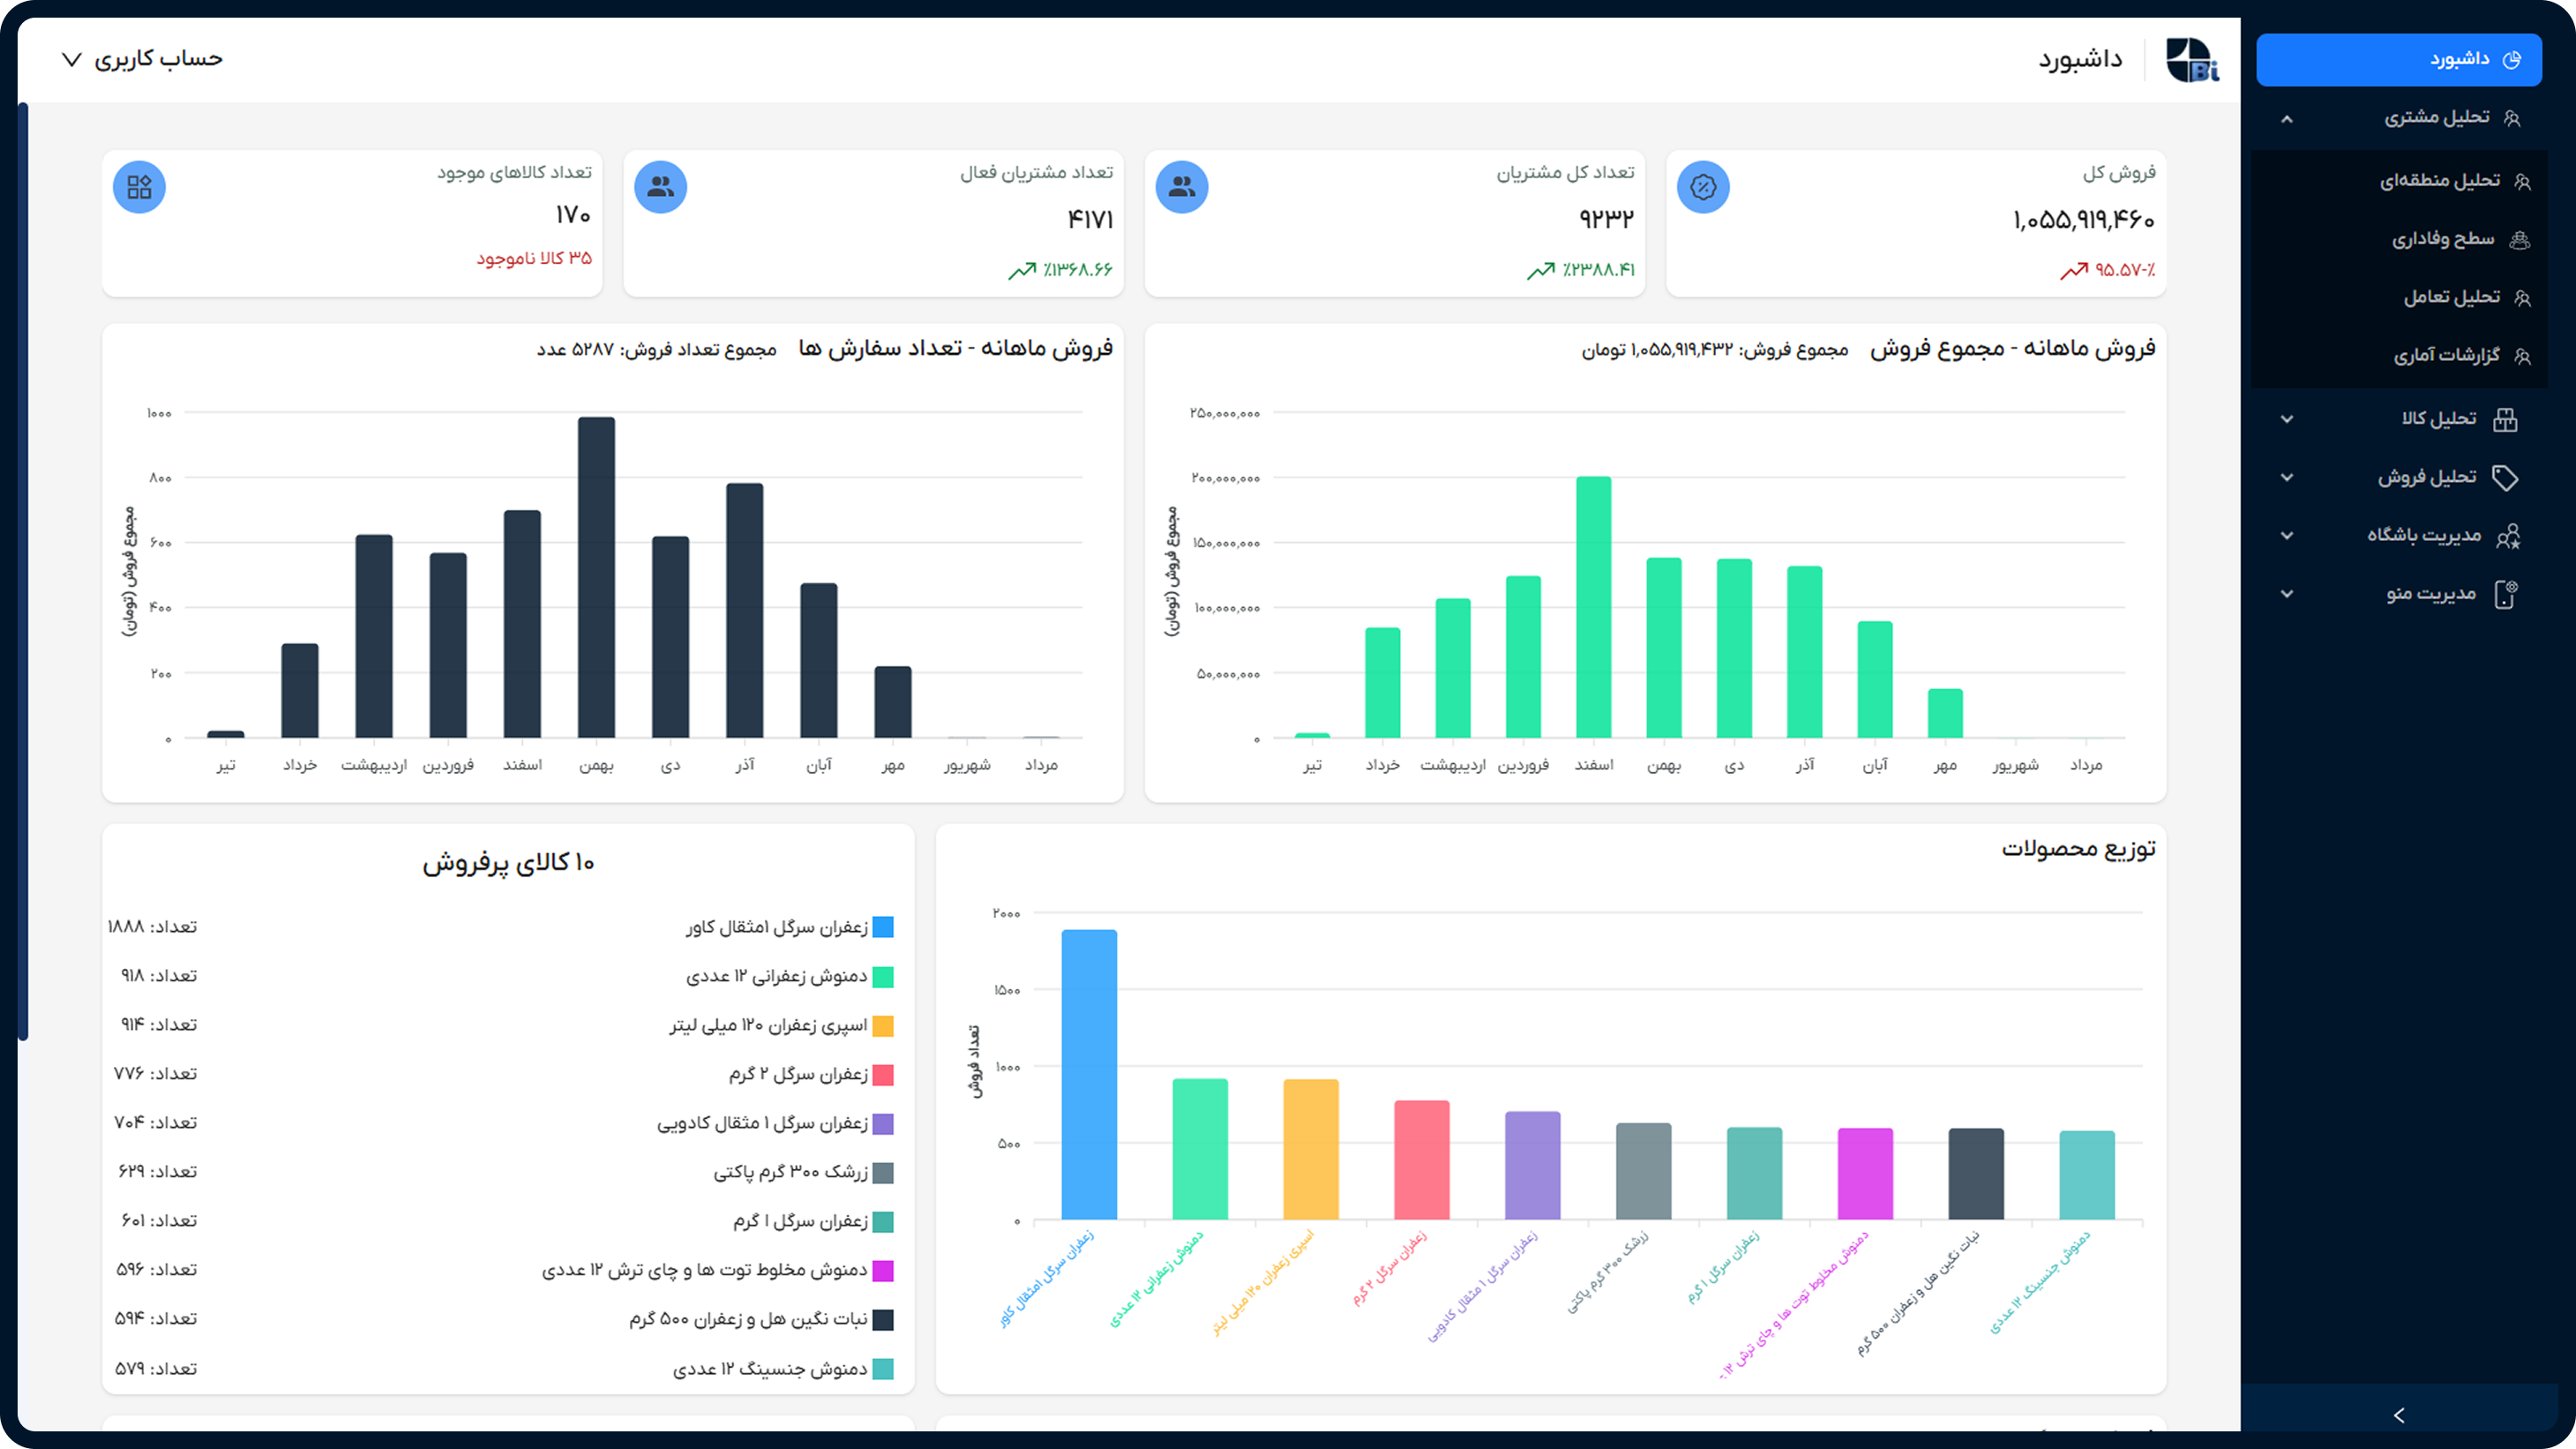 داشبورد
تحلیل مشتری
تحلیل منطقه‌ای
سطح وفاداری
تحلیل تعامل
گزارشات آماری
تحلیل کالا
تحلیل فروش
مدیریت باشگاه
مدیریت منو
Bi
داشبورد
حساب کاربری
فروش کل
۱,۰۵۵,۹۱۹,۴۶۰
۹۵.۵۷-٪
تعداد کل مشتریان
۹۲۳۲
٪۲۳۸۸.۴۱
تعداد مشتریان فعال
۴۱۷۱
٪۱۳۶۸.۶۶
تعداد کالاهای موجود
۱۷۰
۳۵ کالا ناموجود
فروش ماهانه - مجموع فروش مجموع فروش: ۱,۰۵۵,۹۱۹,۴۳۲ تومان
مجموع فروش (تومان)
۲۵۰,۰۰۰,۰۰۰
۲۰۰,۰۰۰,۰۰۰
۱۵۰,۰۰۰,۰۰۰
۱۰۰,۰۰۰,۰۰۰
۵۰,۰۰۰,۰۰۰
۰
تیر خرداد اردیبهشت فروردین اسفند بهمن دی آذر آبان مهر شهریور مرداد
فروش ماهانه - تعداد سفارش ها مجموع تعداد فروش: ۵۲۸۷ عدد
مجموع فروش (تومان)
۱۰۰۰
۸۰۰
۶۰۰
۴۰۰
۲۰۰
۰
تیر خرداد اردیبهشت فروردین اسفند بهمن دی آذر آبان مهر شهریور مرداد
توزیع محصولات
تعداد فروش
۲۰۰۰
۱۵۰۰
۱۰۰۰
۵۰۰
۰
زعفران سرگل ۱مثقال کاور
دمنوش زعفرانی ۱۲ عددی
اسپری زعفران ۱۲۰ میلی لیتر
زعفران سرگل ۲ گرم
زعفران سرگل ۱ مثقال کادویی
زرشک ۳۰۰ گرم پاکتی
زعفران سرگل ۱ گرم
دمنوش مخلوط توت ها و چای ترش ۱۲
نبات نگین هل و زعفران ۵۰۰ گرم
دمنوش جنسینگ ۱۲ عددی
۱۰ کالای پرفروش
زعفران سرگل ۱مثقال کاور تعداد: ۱۸۸۸
دمنوش زعفرانی ۱۲ عددی تعداد: ۹۱۸
اسپری زعفران ۱۲۰ میلی لیتر تعداد: ۹۱۴
زعفران سرگل ۲ گرم تعداد: ۷۷۶
زعفران سرگل ۱ مثقال کادویی تعداد: ۷۰۴
زرشک ۳۰۰ گرم پاکتی تعداد: ۶۲۹
زعفران سرگل ۱ گرم تعداد: ۶۰۱
دمنوش مخلوط توت ها و چای ترش ۱۲ عددی تعداد: ۵۹۶
نبات نگین هل و زعفران ۵۰۰ گرم تعداد: ۵۹۴
دمنوش جنسینگ ۱۲ عددی تعداد: ۵۷۹